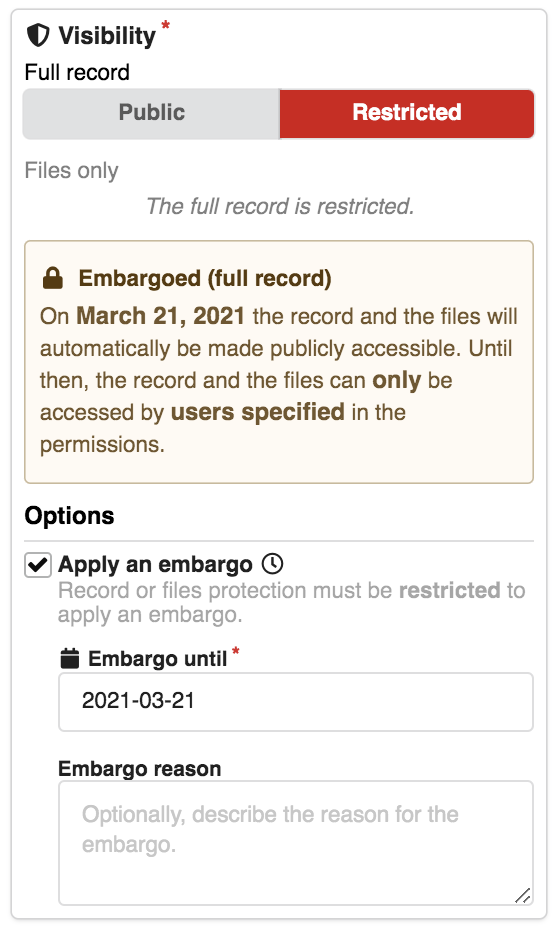 Visibility *
Full record
Public
Restricted
Files only
The full record is restricted.
Embargoed (full record)
On March 21, 2021 the record and the files will
automatically be made publicly accessible. Until
then, the record and the files can only be
accessed by users specified in the
permissions.
Options
Apply an embargo
Record or files protection must be restricted to
apply an embargo.
Embargo until *
2021-03-21
Embargo reason
Optionally, describe the reason for the
embargo.